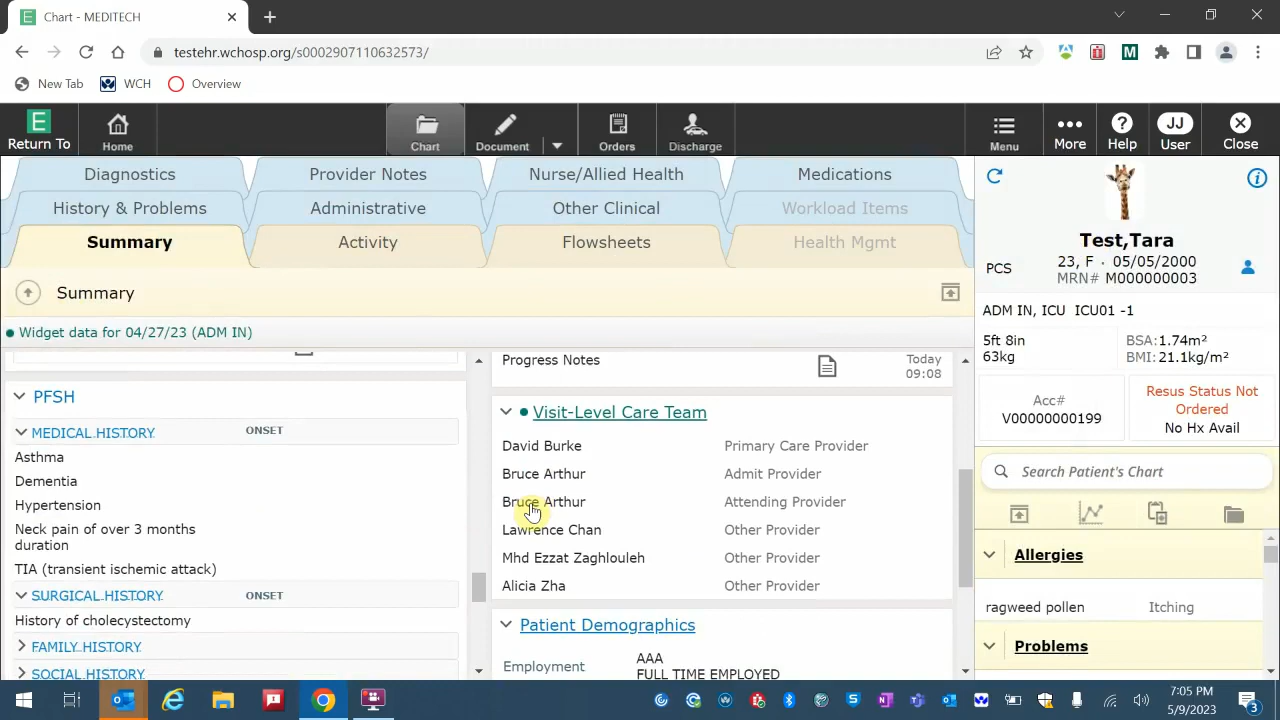 Chart - MEDITECH
testehr.wchosp.org/s0002907110632573/
New Tab
WCH
Overview
Return To
Home
Chart
Document
Orders
Discharge
Menu
More
Help
JJ
User
Close
Diagnostics
Provider Notes
Nurse/Allied Health
Medications
History & Problems
Administrative
Other Clinical
Workload Items
Summary
Activity
Flowsheets
Health Mgmt
Summary
Widget data for 04/27/23 (ADM IN)
PFSH
MEDICAL HISTORY ONSET
Asthma
Dementia
Hypertension
Neck pain of over 3 months
duration
TIA (transient ischemic attack)
SURGICAL HISTORY ONSET
History of cholecystectomy
FAMILY HISTORY
SOCIAL HISTORY
Progress Notes
Today
09:08
Visit-Level Care Team
David Burke Primary Care Provider
Bruce Arthur Admit Provider
Bruce Arthur Attending Provider
Lawrence Chan Other Provider
Mhd Ezzat Zaghlouleh Other Provider
Alicia Zha Other Provider
Patient Demographics
Employment
AAA
FULL TIME EMPLOYED
Test,Tara
PCS
23, F · 05/05/2000
MRN# M000000003
ADM IN, ICU ICU01 -1
5ft 8in
63kg
BSA:1.74m²
BMI:21.1kg/m²
Acc#
V00000000199
Resus Status Not
Ordered
No Hx Avail
Search Patient's Chart
Allergies
ragweed pollen Itching
Problems
7:05 PM
5/9/2023
3